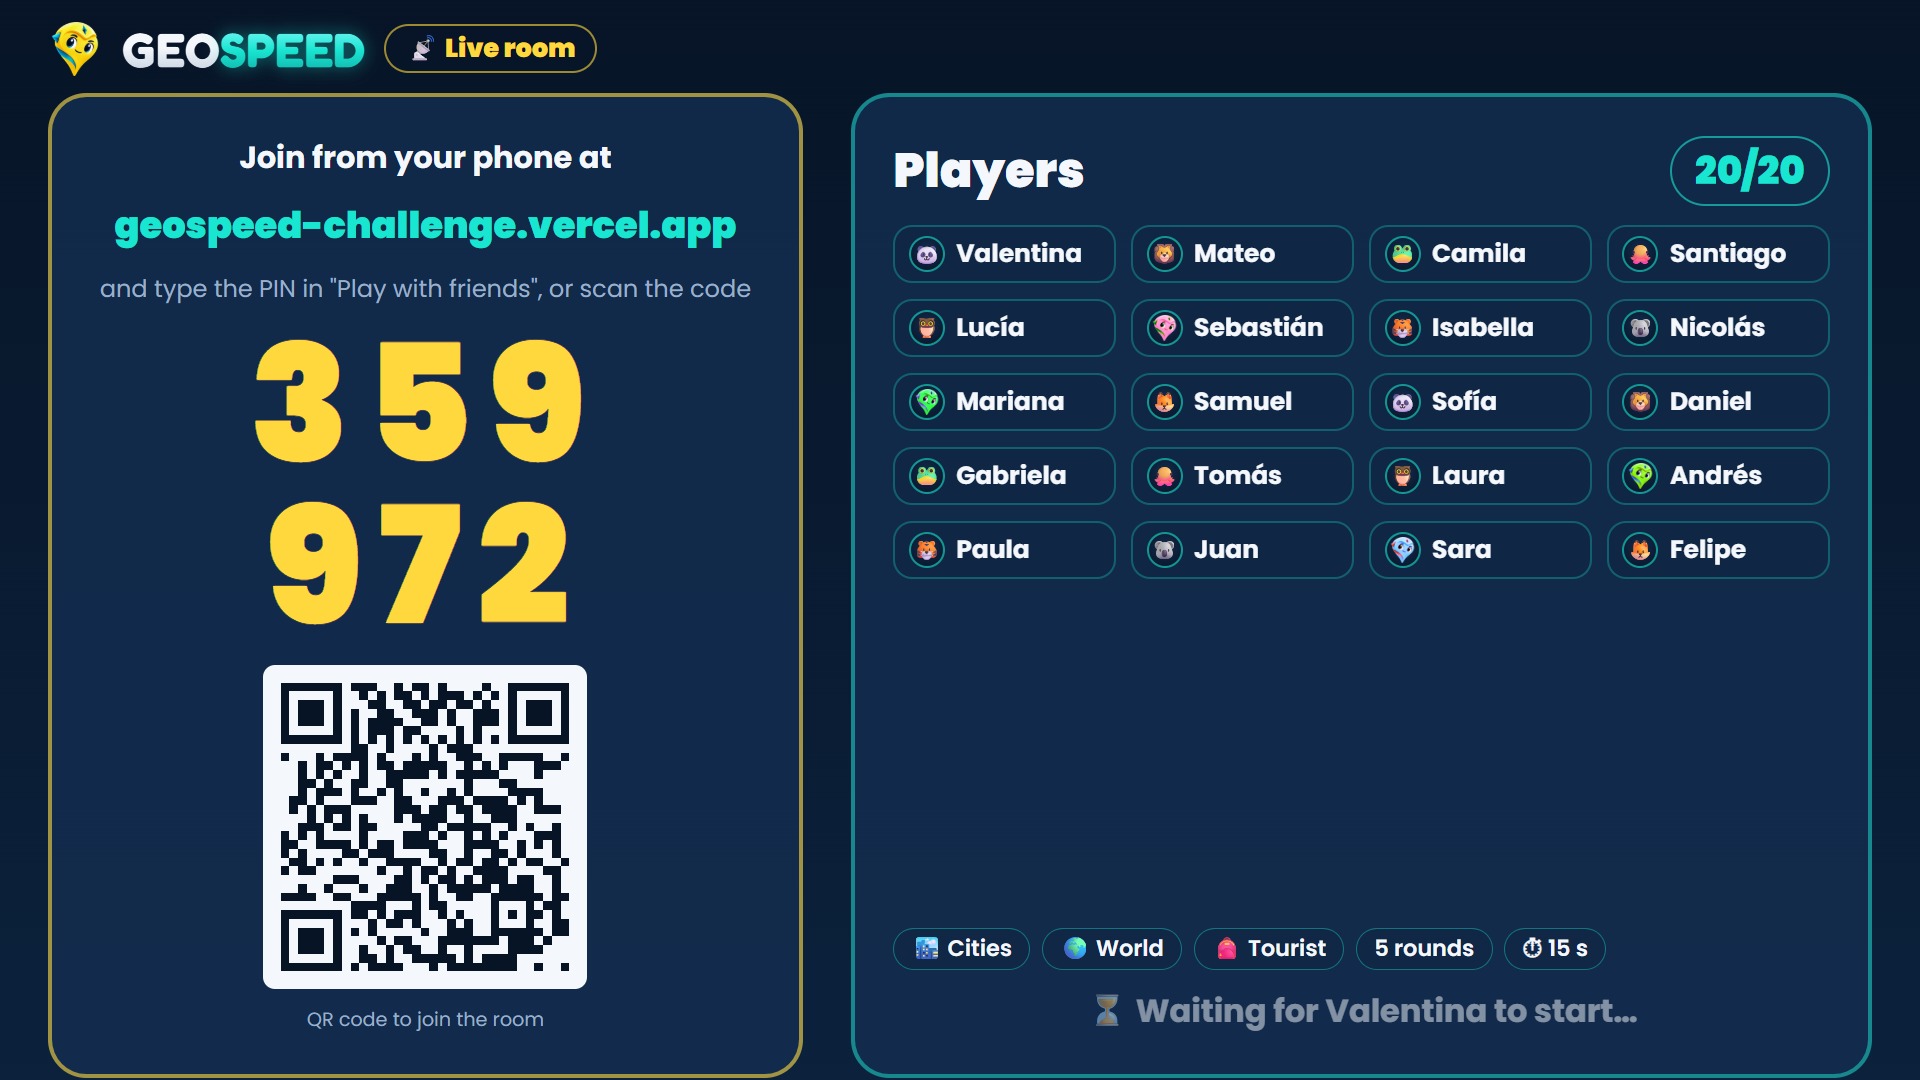 GEOSPEED
Live room
Join from your phone at
geospeed-challenge.vercel.app
and type the PIN in "Play with friends", or scan the code
359
972
QR code to join the room
Players
20/20
Valentina
Mateo
Camila
Santiago
Lucía
Sebastián
Isabella
Nicolás
Mariana
Samuel
Sofía
Daniel
Gabriela
Tomás
Laura
Andrés
Paula
Juan
Sara
Felipe
Cities
World
Tourist
5 rounds
15 s
Waiting for Valentina to start...